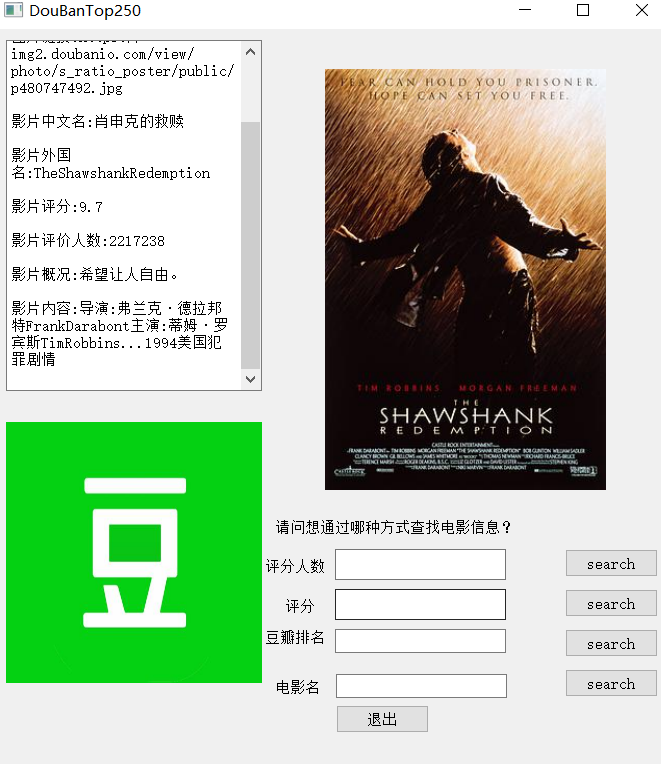 DouBanTop250
img2.doubanio.com/view/
photo/s_ratio_poster/public/
p480747492.jpg
影片中文名:肖申克的救赎
影片外国
名:TheShawshankRedemption
影片评分:9.7
影片评价人数:2217238
影片概况:希望让人自由。
影片内容:导演:弗兰克·德拉邦
特FrankDarabont主演:蒂姆·罗
宾斯TimRobbins...1994美国犯
罪剧情
FEAR CAN HOLD YOU PRISONER.
HOPE CAN SET YOU FREE.
TIM ROBBINS MORGAN FREEMAN
THE
SHAWSHANK
REDEMPTION
豆
请问想通过哪种方式查找电影信息？
评分人数
search
评分
search
豆瓣排名
search
电影名
search
退出